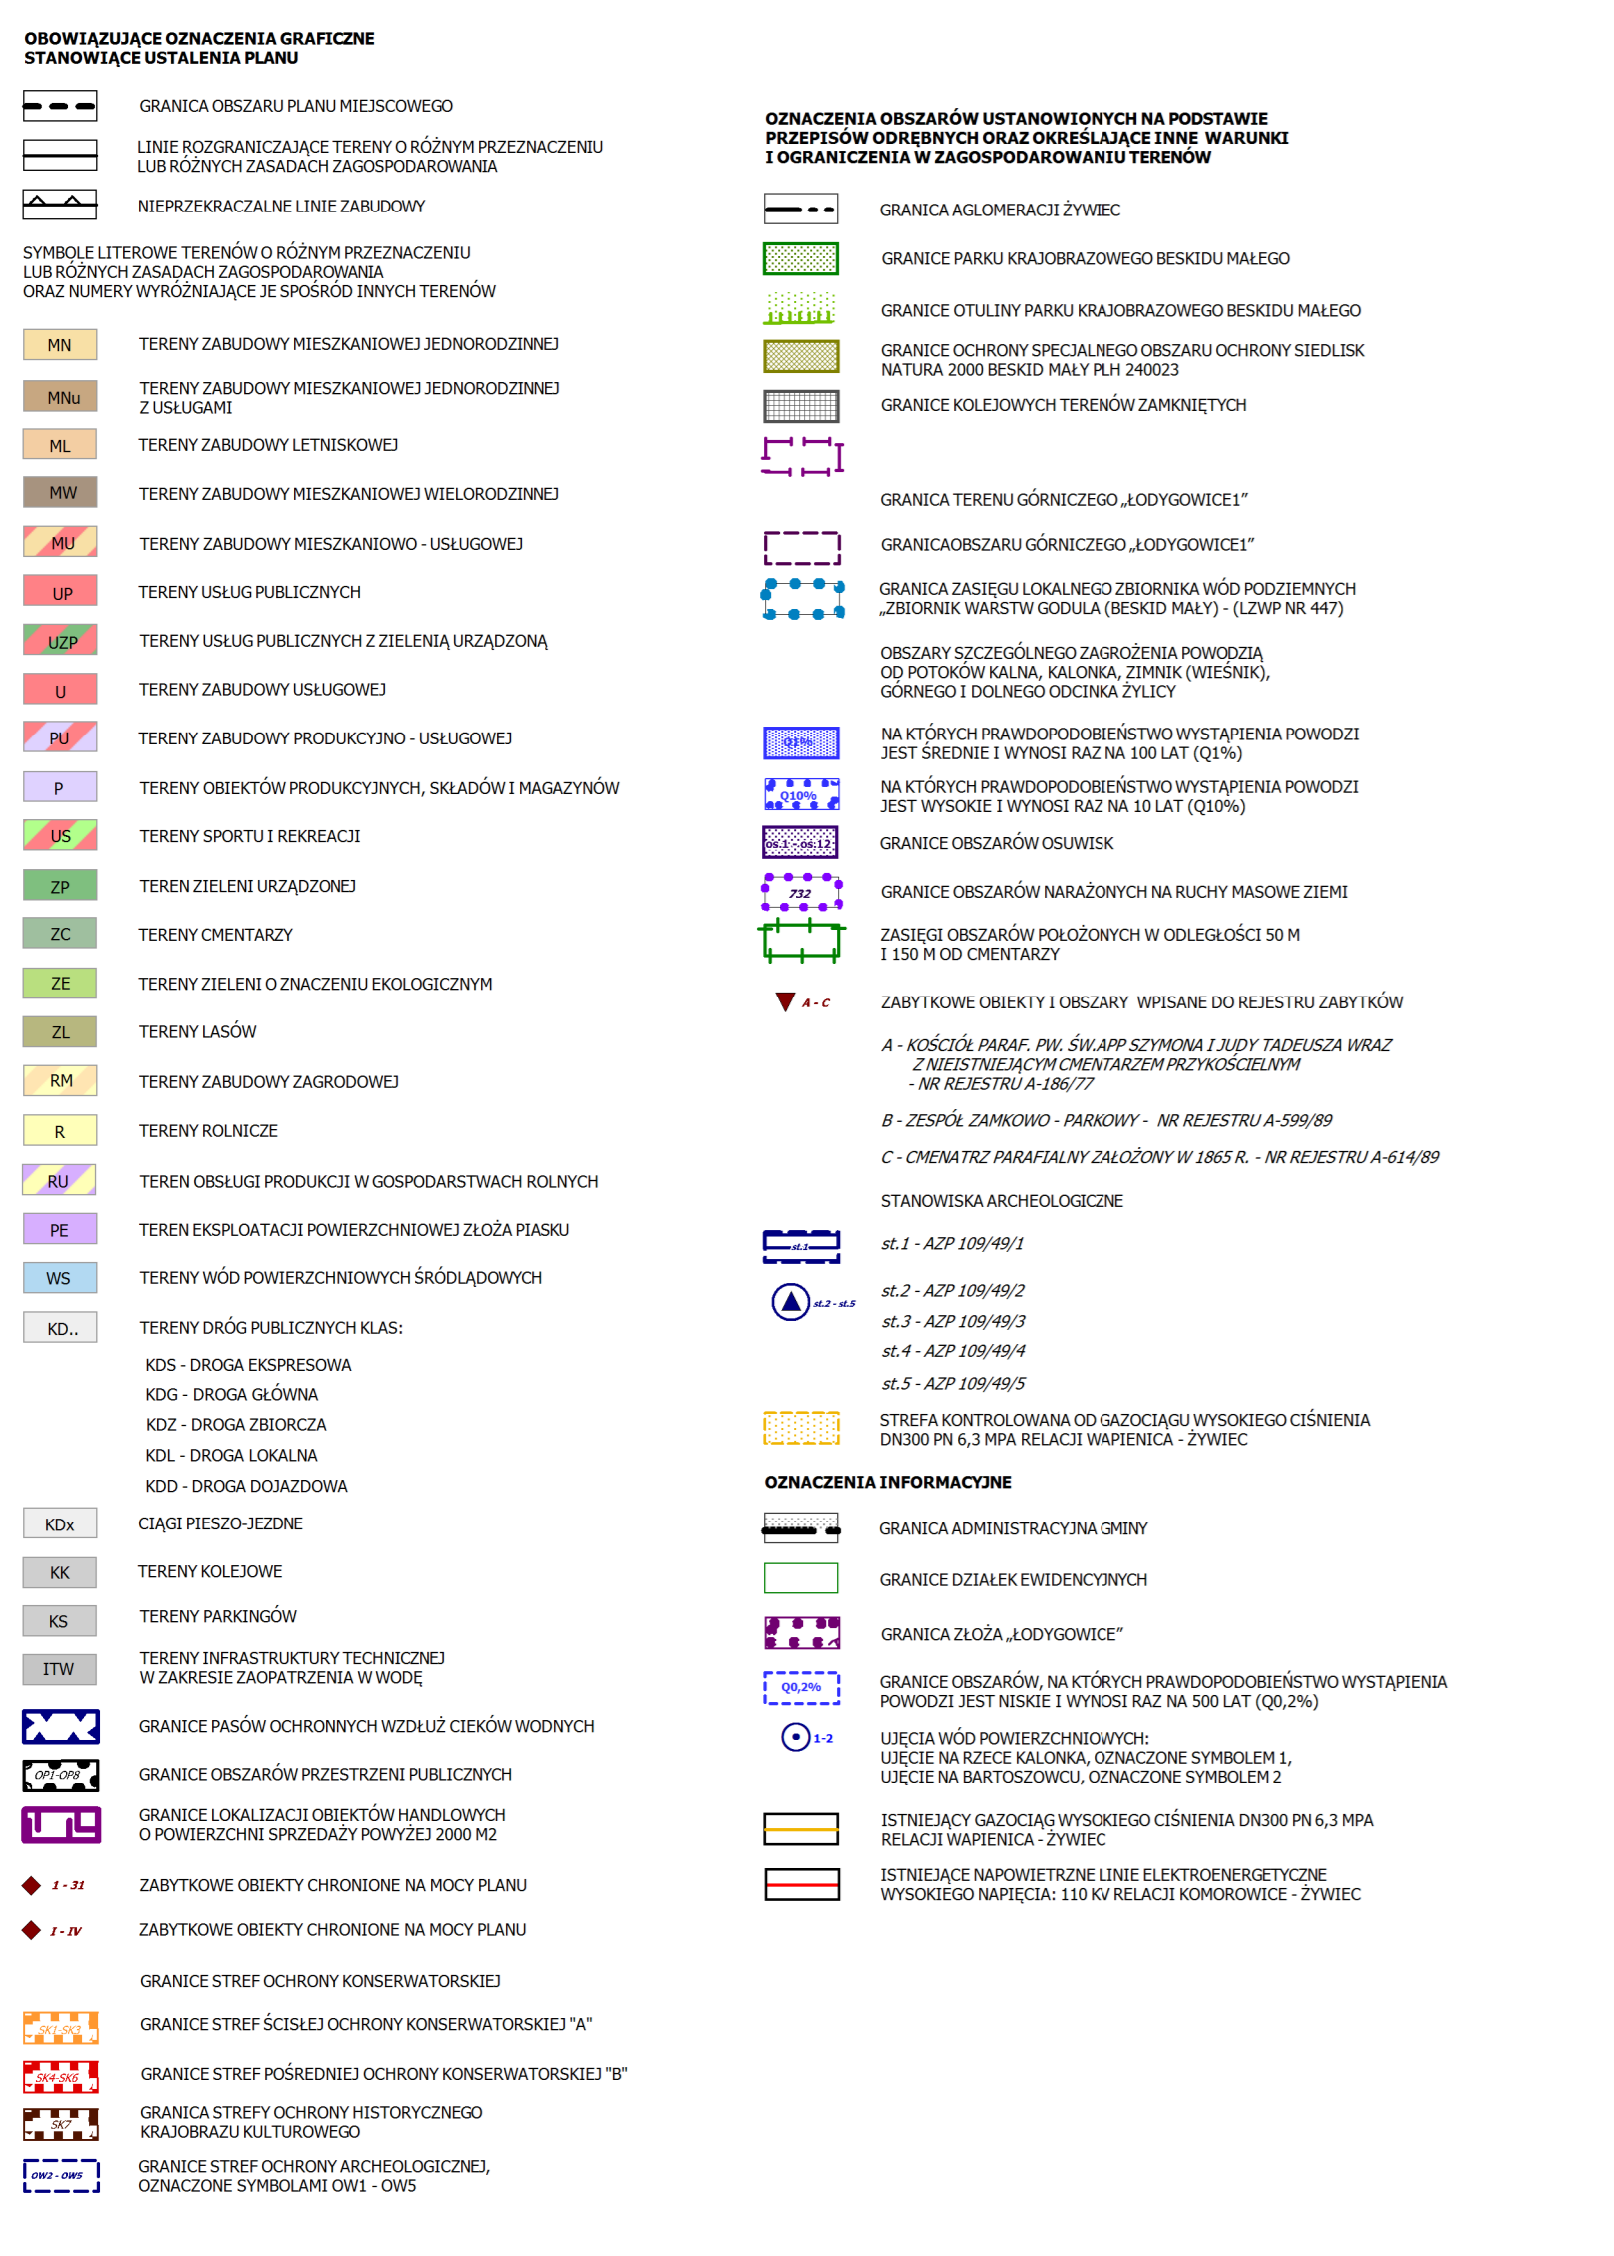 OBOWIĄZUJĄCE OZNACZENIA GRAFICZNE
STANOWIĄCE USTALENIA PLANU
GRANICA OBSZARU PLANU MIEJSCOWEGO
LINIE ROZGRANICZAJĄCE TERENY O RÓŻNYM PRZEZNACZENIU
LUB RÓŻNYCH ZASADACH ZAGOSPODAROWANIA
NIEPRZEKRACZALNE LINIE ZABUDOWY
SYMBOLE LITEROWE TERENÓW O RÓŻNYM PRZEZNACZENIU
LUB RÓŻNYCH ZASADACH ZAGOSPODAROWANIA
ORAZ NUMERY WYRÓŻNIAJĄCE JE SPOŚRÓD INNYCH TERENÓW
MN TERENY ZABUDOWY MIESZKANIOWEJ JEDNORODZINNEJ
MNu TERENY ZABUDOWY MIESZKANIOWEJ JEDNORODZINNEJ
Z USŁUGAMI
ML TERENY ZABUDOWY LETNISKOWEJ
MW TERENY ZABUDOWY MIESZKANIOWEJ WIELORODZINNEJ
MU TERENY ZABUDOWY MIESZKANIOWO - USŁUGOWEJ
UP TERENY USŁUG PUBLICZNYCH
UZP TERENY USŁUG PUBLICZNYCH Z ZIELENIĄ URZĄDZONĄ
U TERENY ZABUDOWY USŁUGOWEJ
PU TERENY ZABUDOWY PRODUKCYJNO - USŁUGOWEJ
P TERENY OBIEKTÓW PRODUKCYJNYCH, SKŁADÓW I MAGAZYNÓW
US TERENY SPORTU I REKREACJI
ZP TEREN ZIELENI URZĄDZONEJ
ZC TERENY CMENTARZY
ZE TERENY ZIELENI O ZNACZENIU EKOLOGICZNYM
ZL TERENY LASÓW
RM TERENY ZABUDOWY ZAGRODOWEJ
R TERENY ROLNICZE
RU TEREN OBSŁUGI PRODUKCJI W GOSPODARSTWACH ROLNYCH
PE TEREN EKSPLOATACJI POWIERZCHNIOWEJ ZŁOŻA PIASKU
WS TERENY WÓD POWIERZCHNIOWYCH ŚRÓDLĄDOWYCH
KD.. TERENY DRÓG PUBLICZNYCH KLAS:
KDS - DROGA EKSPRESOWA
KDG - DROGA GŁÓWNA
KDZ - DROGA ZBIORCZA
KDL - DROGA LOKALNA
KDD - DROGA DOJAZDOWA
KDx CIĄGI PIESZO-JEZDNE
KK TERENY KOLEJOWE
KS TERENY PARKINGÓW
ITW TERENY INFRASTRUKTURY TECHNICZNEJ
W ZAKRESIE ZAOPATRZENIA W WODĘ
GRANICE PASÓW OCHRONNYCH WZDŁUŻ CIEKÓW WODNYCH
OP1-OP8 GRANICE OBSZARÓW PRZESTRZENI PUBLICZNYCH
GRANICE LOKALIZACJI OBIEKTÓW HANDLOWYCH
O POWIERZCHNI SPRZEDAŻY POWYŻEJ 2000 M2
1 - 31 ZABYTKOWE OBIEKTY CHRONIONE NA MOCY PLANU
I - IV ZABYTKOWE OBIEKTY CHRONIONE NA MOCY PLANU
GRANICE STREF OCHRONY KONSERWATORSKIEJ
SK1-SK3 GRANICE STREF ŚCISŁEJ OCHRONY KONSERWATORSKIEJ "A"
SK4-SK6 GRANICE STREF POŚREDNIEJ OCHRONY KONSERWATORSKIEJ "B"
SK7 GRANICA STREFY OCHRONY HISTORYCZNEGO
KRAJOBRAZU KULTUROWEGO
OW2 - OW5 GRANICE STREF OCHRONY ARCHEOLOGICZNEJ,
OZNACZONE SYMBOLAMI OW1 - OW5
OZNACZENIA OBSZARÓW USTANOWIONYCH NA PODSTAWIE
PRZEPISÓW ODRĘBNYCH ORAZ OKREŚLAJĄCE INNE WARUNKI
I OGRANICZENIA W ZAGOSPODAROWANIU TERENÓW
GRANICA AGLOMERACJI ŻYWIEC
GRANICE PARKU KRAJOBRAZOWEGO BESKIDU MAŁEGO
GRANICE OTULINY PARKU KRAJOBRAZOWEGO BESKIDU MAŁEGO
GRANICE OCHRONY SPECJALNEGO OBSZARU OCHRONY SIEDLISK
NATURA 2000 BESKID MAŁY PLH 240023
GRANICE KOLEJOWYCH TERENÓW ZAMKNIĘTYCH
GRANICA TERENU GÓRNICZEGO „ŁODYGOWICE1”
GRANICAOBSZARU GÓRNICZEGO „ŁODYGOWICE1”
GRANICA ZASIĘGU LOKALNEGO ZBIORNIKA WÓD PODZIEMNYCH
„ZBIORNIK WARSTW GODULA (BESKID MAŁY) - (LZWP NR 447)
OBSZARY SZCZEGÓLNEGO ZAGROŻENIA POWODZIĄ
OD POTOKÓW KALNA, KALONKA, ZIMNIK (WIEŚNIK),
GÓRNEGO I DOLNEGO ODCINKA ŻYLICY
Q1% NA KTÓRYCH PRAWDOPODOBIEŃSTWO WYSTĄPIENIA POWODZI
JEST ŚREDNIE I WYNOSI RAZ NA 100 LAT (Q1%)
Q10% NA KTÓRYCH PRAWDOPODOBIEŃSTWO WYSTĄPIENIA POWODZI
JEST WYSOKIE I WYNOSI RAZ NA 10 LAT (Q10%)
os.1 - os.12 GRANICE OBSZARÓW OSUWISK
732 GRANICE OBSZARÓW NARAŻONYCH NA RUCHY MASOWE ZIEMI
ZASIĘGI OBSZARÓW POŁOŻONYCH W ODLEGŁOŚCI 50 M
I 150 M OD CMENTARZY
A - C ZABYTKOWE OBIEKTY I OBSZARY WPISANE DO REJESTRU ZABYTKÓW
A - KOŚCIÓŁ PARAF. PW. ŚW.APP SZYMONA I JUDY TADEUSZA WRAZ
Z NIEISTNIEJĄCYM CMENTARZEM PRZYKOŚCIELNYM
- NR REJESTRU A-186/77
B - ZESPÓŁ ZAMKOWO - PARKOWY - NR REJESTRU A-599/89
C - CMENATRZ PARAFIALNY ZAŁOŻONY W 1865 R. - NR REJESTRU A-614/89
STANOWISKA ARCHEOLOGICZNE
st.1 st.1 - AZP 109/49/1
st.2 - AZP 109/49/2
st.2 - st.5
st.3 - AZP 109/49/3
st.4 - AZP 109/49/4
st.5 - AZP 109/49/5
STREFA KONTROLOWANA OD GAZOCIĄGU WYSOKIEGO CIŚNIENIA
DN300 PN 6,3 MPA RELACJI WAPIENICA - ŻYWIEC
OZNACZENIA INFORMACYJNE
GRANICA ADMINISTRACYJNA GMINY
GRANICE DZIAŁEK EWIDENCYJNYCH
GRANICA ZŁOŻA „ŁODYGOWICE”
Q0,2% GRANICE OBSZARÓW, NA KTÓRYCH PRAWDOPODOBIEŃSTWO WYSTĄPIENIA
POWODZI JEST NISKIE I WYNOSI RAZ NA 500 LAT (Q0,2%)
1-2 UJĘCIA WÓD POWIERZCHNIOWYCH:
UJĘCIE NA RZECE KALONKA, OZNACZONE SYMBOLEM 1,
UJĘCIE NA BARTOSZOWCU, OZNACZONE SYMBOLEM 2
ISTNIEJĄCY GAZOCIĄG WYSOKIEGO CIŚNIENIA DN300 PN 6,3 MPA
RELACJI WAPIENICA - ŻYWIEC
ISTNIEJĄCE NAPOWIETRZNE LINIE ELEKTROENERGETYCZNE
WYSOKIEGO NAPIĘCIA: 110 KV RELACJI KOMOROWICE - ŻYWIEC